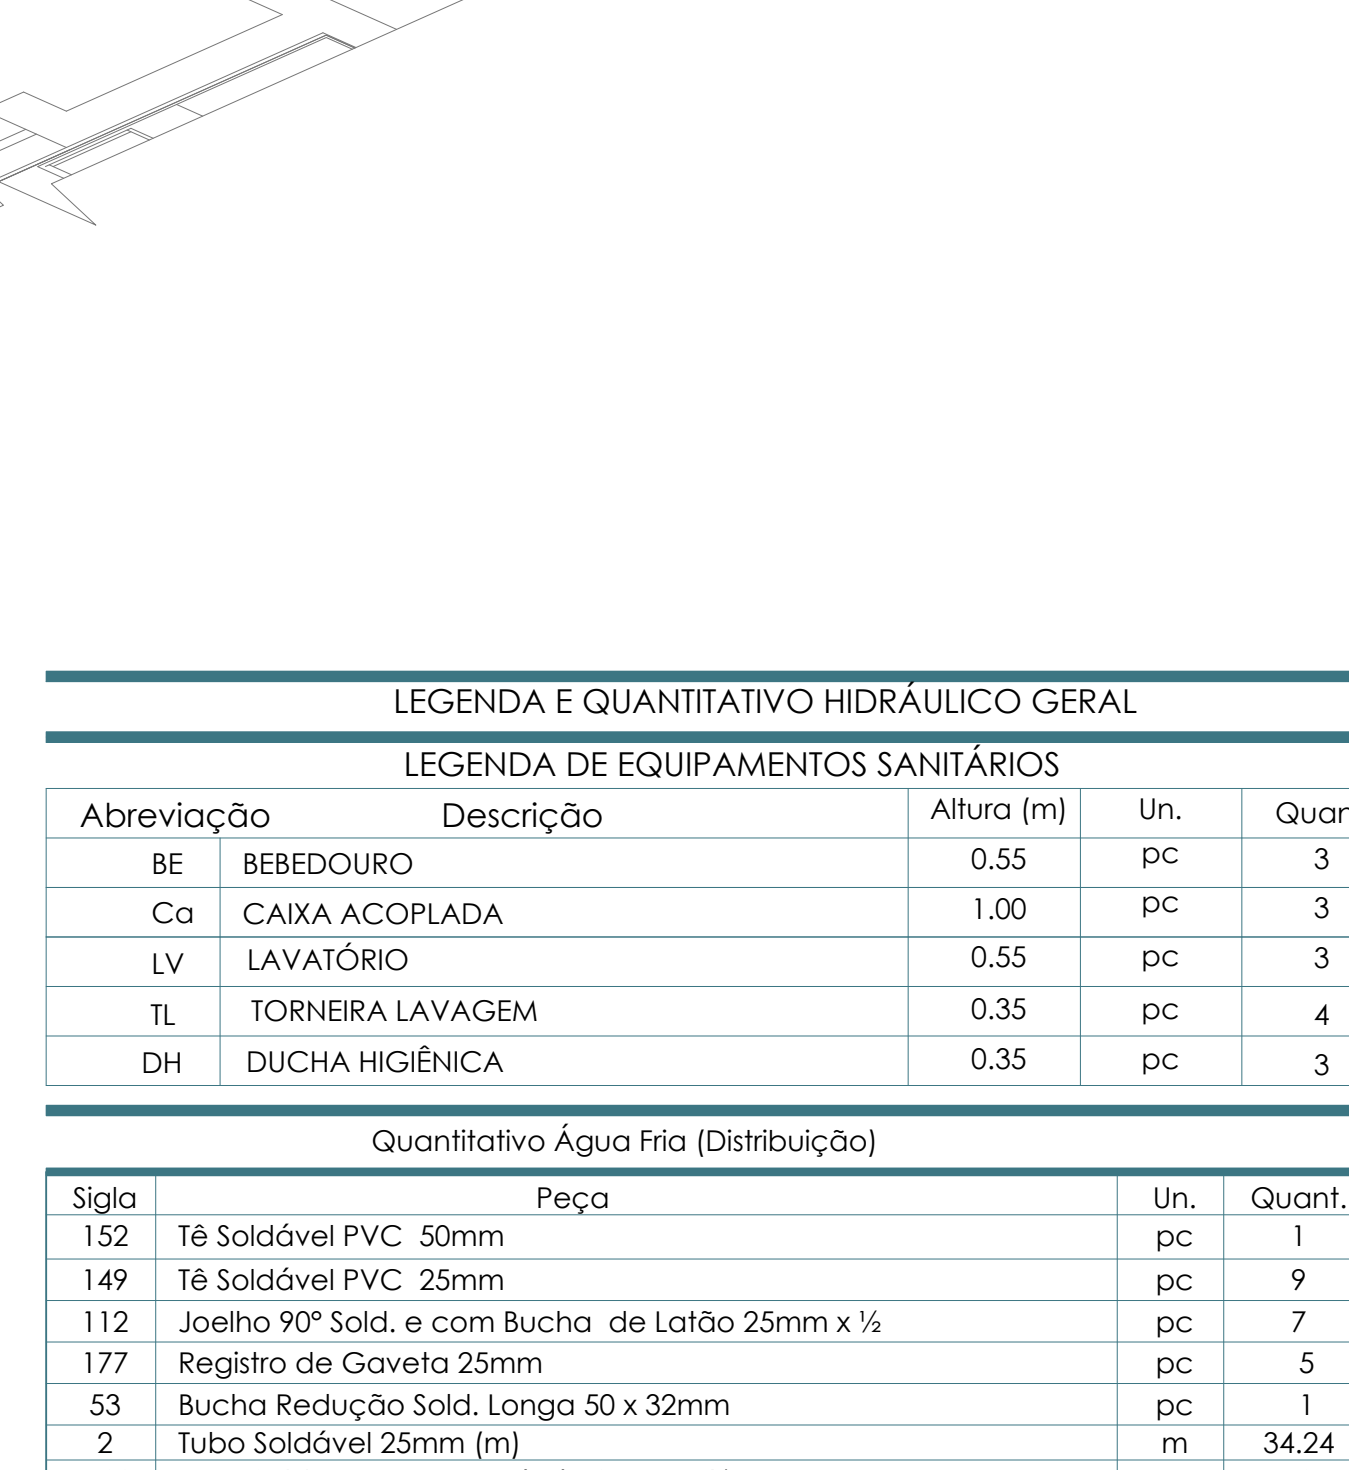 LEGENDA E QUANTITATIVO HIDRÁULICO GERAL
LEGENDA DE EQUIPAMENTOS SANITÁRIOS
Abreviação Descrição Altura (m) Un. Quan
BE BEBEDOURO 0.55 pc 3
Ca CAIXA ACOPLADA 1.00 pc 3
LV LAVATÓRIO 0.55 pc 3
TL TORNEIRA LAVAGEM 0.35 pc 4
DH DUCHA HIGIÊNICA 0.35 pc 3
Quantitativo Água Fria (Distribuição)
Sigla Peça Un. Quant.
152 Tê Soldável PVC 50mm pc 1
149 Tê Soldável PVC 25mm pc 9
112 Joelho 90° Sold. e com Bucha de Latão 25mm x ½ pc 7
177 Registro de Gaveta 25mm pc 5
53 Bucha Redução Sold. Longa 50 x 32mm pc 1
2 Tubo Soldável 25mm (m) m 34.24